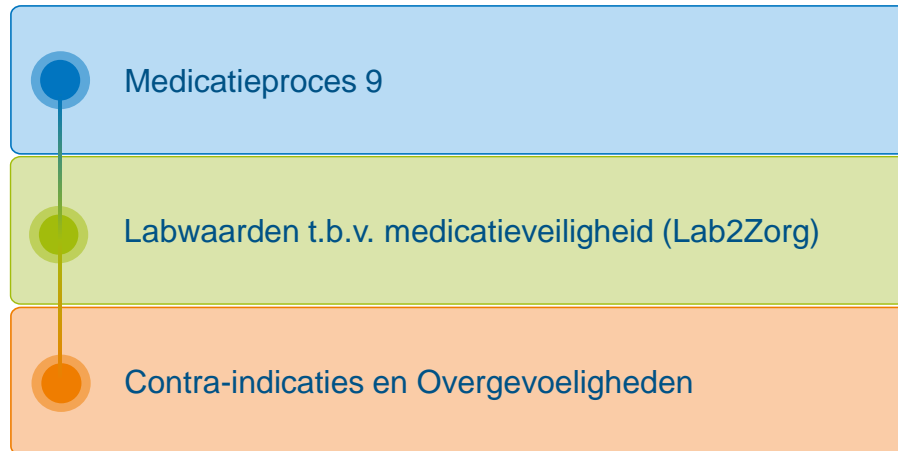 Medicatieproces 9
Labwaarden t.b.v. medicatieveiligheid (Lab2Zorg)
Contra-indicaties en Overgevoeligheden